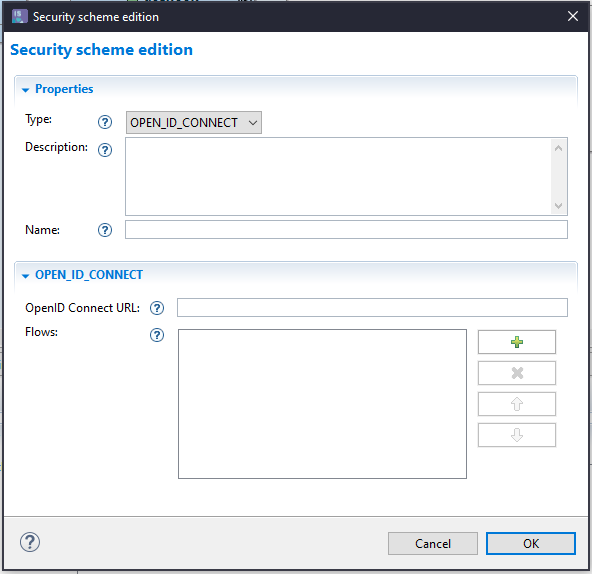 Security scheme edition
Security scheme edition
Properties
Type:
OPEN_ID_CONNECT
Description:
Name:
OPEN_ID_CONNECT
OpenID Connect URL:
Flows:
Cancel
OK